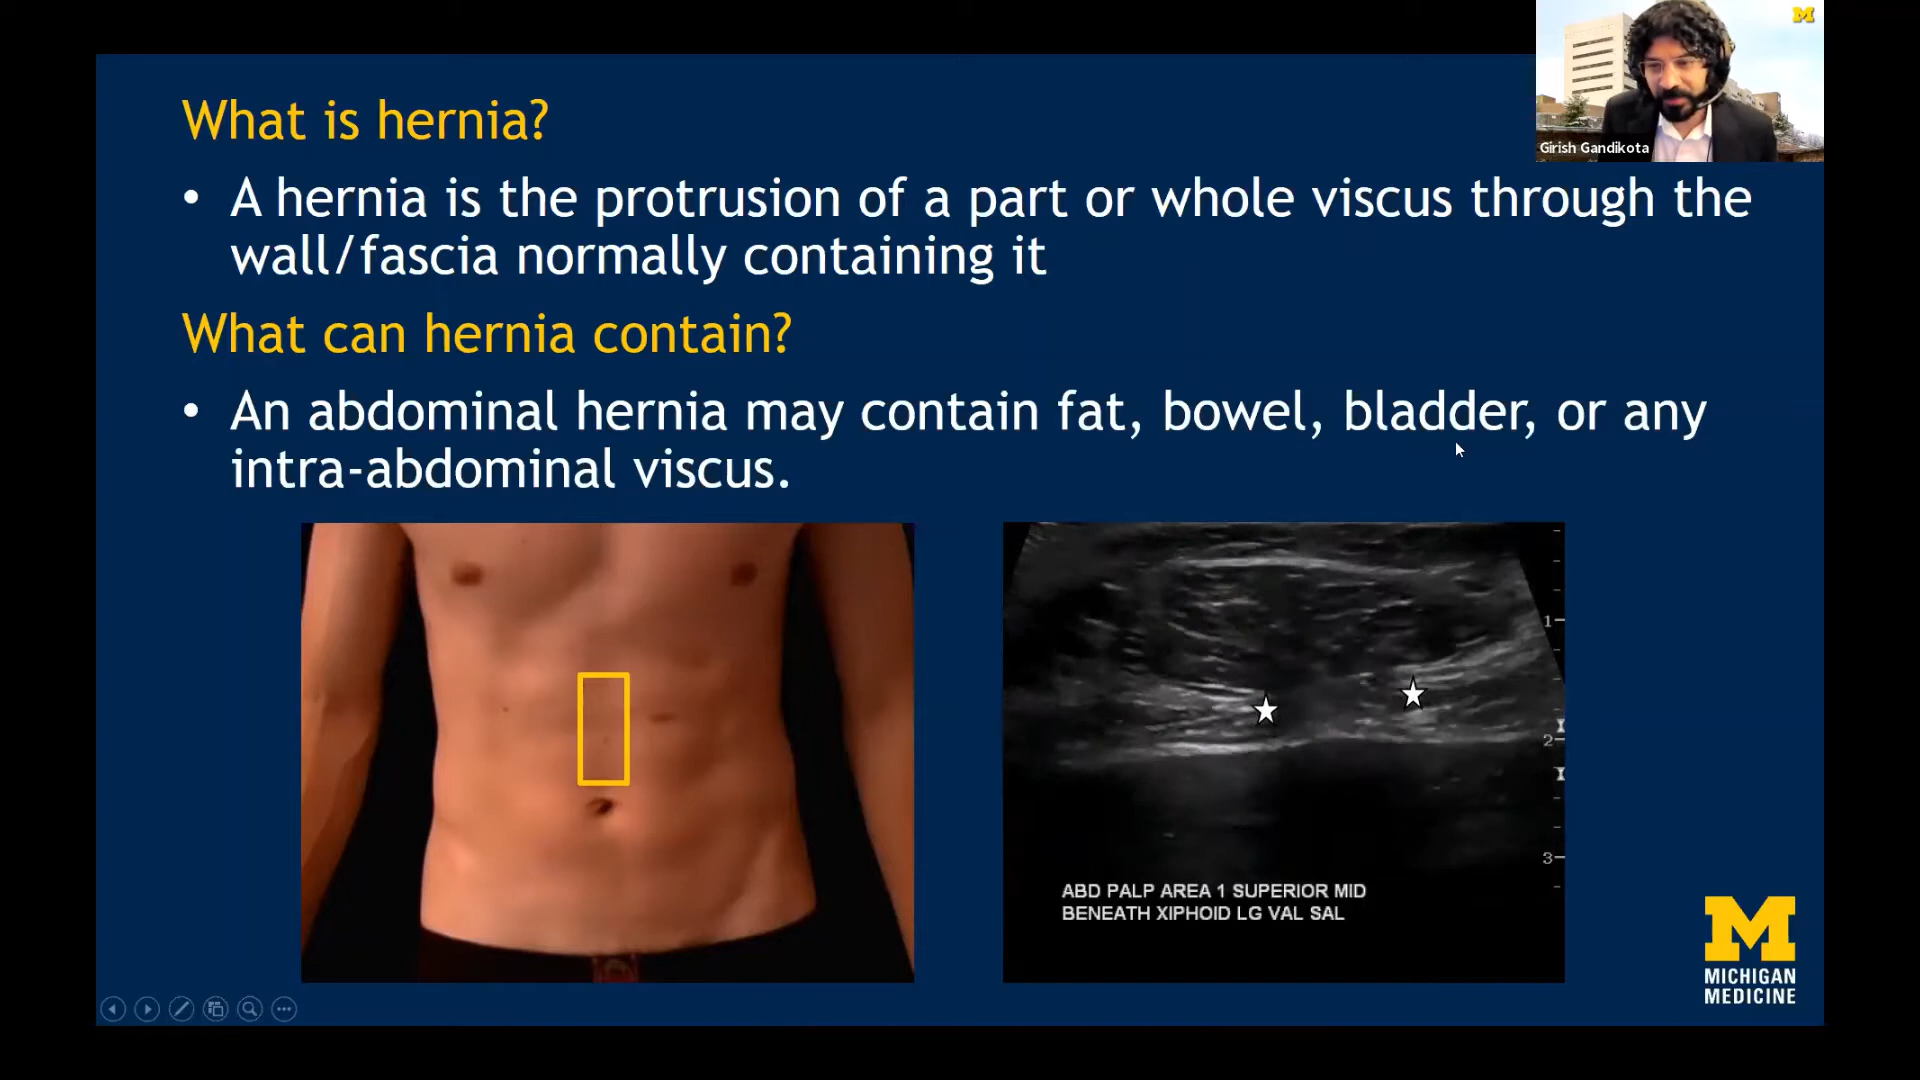 What is hernia?
Girish Gandikota
• A hernia is the protrusion of a part or whole viscus through the
wall/fascia normally containing it
What can hernia contain?
• An abdominal hernia may contain fat, bowel, bladder, or any
intra-abdominal viscus.
1
2
3
ABD PALP AREA 1 SUPERIOR MID
BENEATH XIPHOID LG VAL SAL
M
MICHIGAN
MEDICINE
M